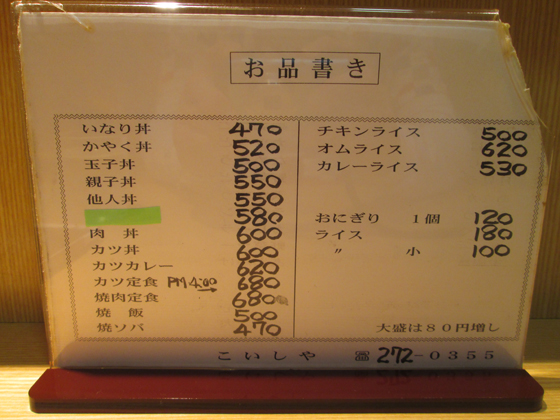 お品書き
いなり丼 470
かやく丼 520
玉子丼 500
親子丼 550
他人丼 550
580
肉 丼 600
カツ丼 600
カツカレー 620
カツ定食 PM4:00→ 680
焼肉定食 680
焼 飯 500
焼ソバ 470
チキンライス 500
オムライス 620
カレーライス 530
おにぎり 1個 120
ライス 180
〃 小 100
大盛は80円増し
こいしや ☎272-0355